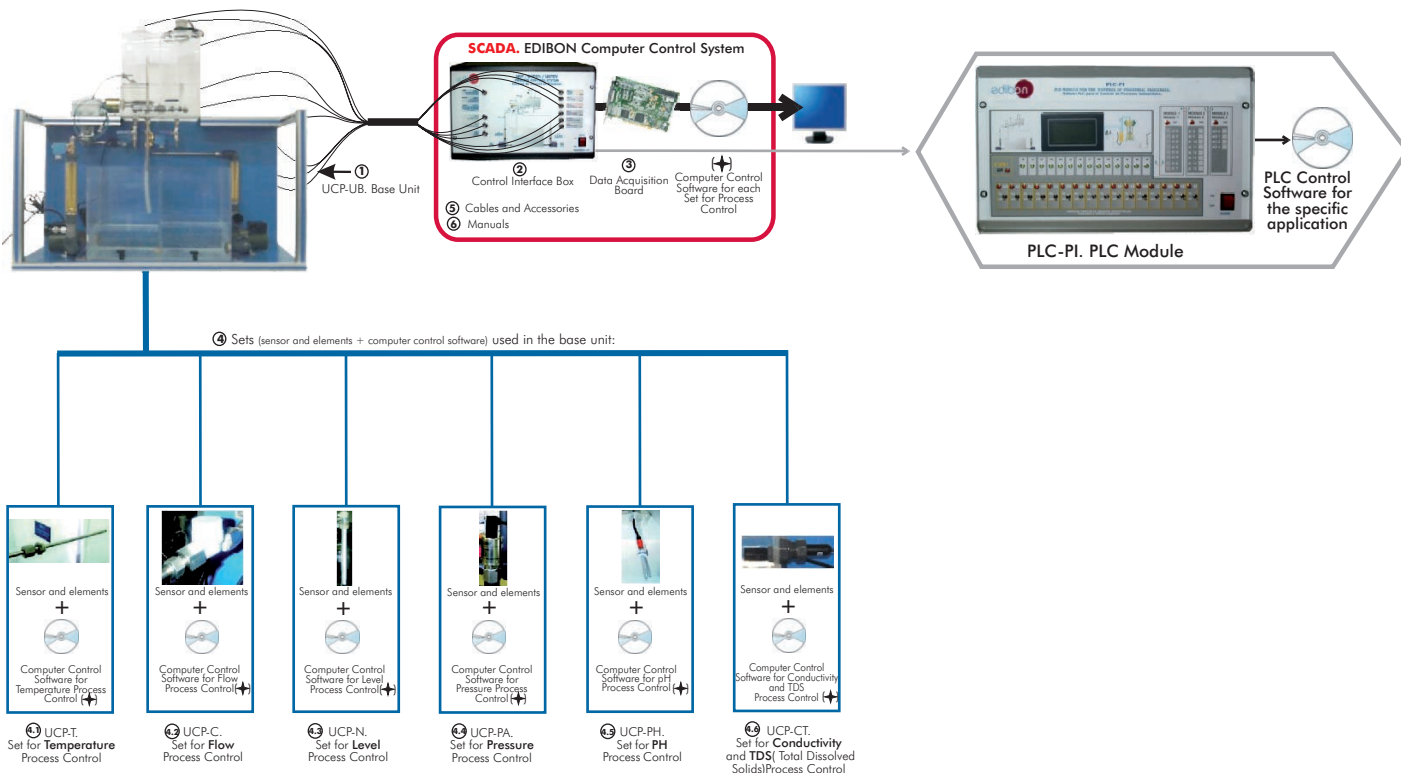 SCADA. EDIBON Computer Control System
1
UCP-UB. Base Unit
2
Control Interface Box
3
Data Acquisition
Board
Computer Control
Software for each
Set for Process
Control
5 Cables and Accessories
6 Manuals
edibon
PLC-PI
PLC Control
Software for
the specific
application
PLC-PI. PLC Module
4 Sets (sensor and elements + computer control software) used in the base unit:
Sensor and elements
+
Computer Control
Software for
Temperature Process
Control
4.1 UCP-T.
Set for Temperature
Process Control
Sensor and elements
+
Computer Control
Software for Flow
Process Control
4.2 UCP-C.
Set for Flow
Process Control
Sensor and elements
+
Computer Control
Software for Level
Process Control
4.3 UCP-N.
Set for Level
Process Control
Sensor and elements
+
Computer Control
Software for
Pressure Process
Control
4.4 UCP-PA.
Set for Pressure
Process Control
Sensor and elements
+
Computer Control
Software for pH
Process Control
4.5 UCP-PH.
Set for PH
Process Control
Sensor and elements
+
Computer Control
Software for Conductivity
and TDS
Process Control
4.6 UCP-CT.
Set for Conductivity
and TDS( Total Dissolved
Solids)Process Control